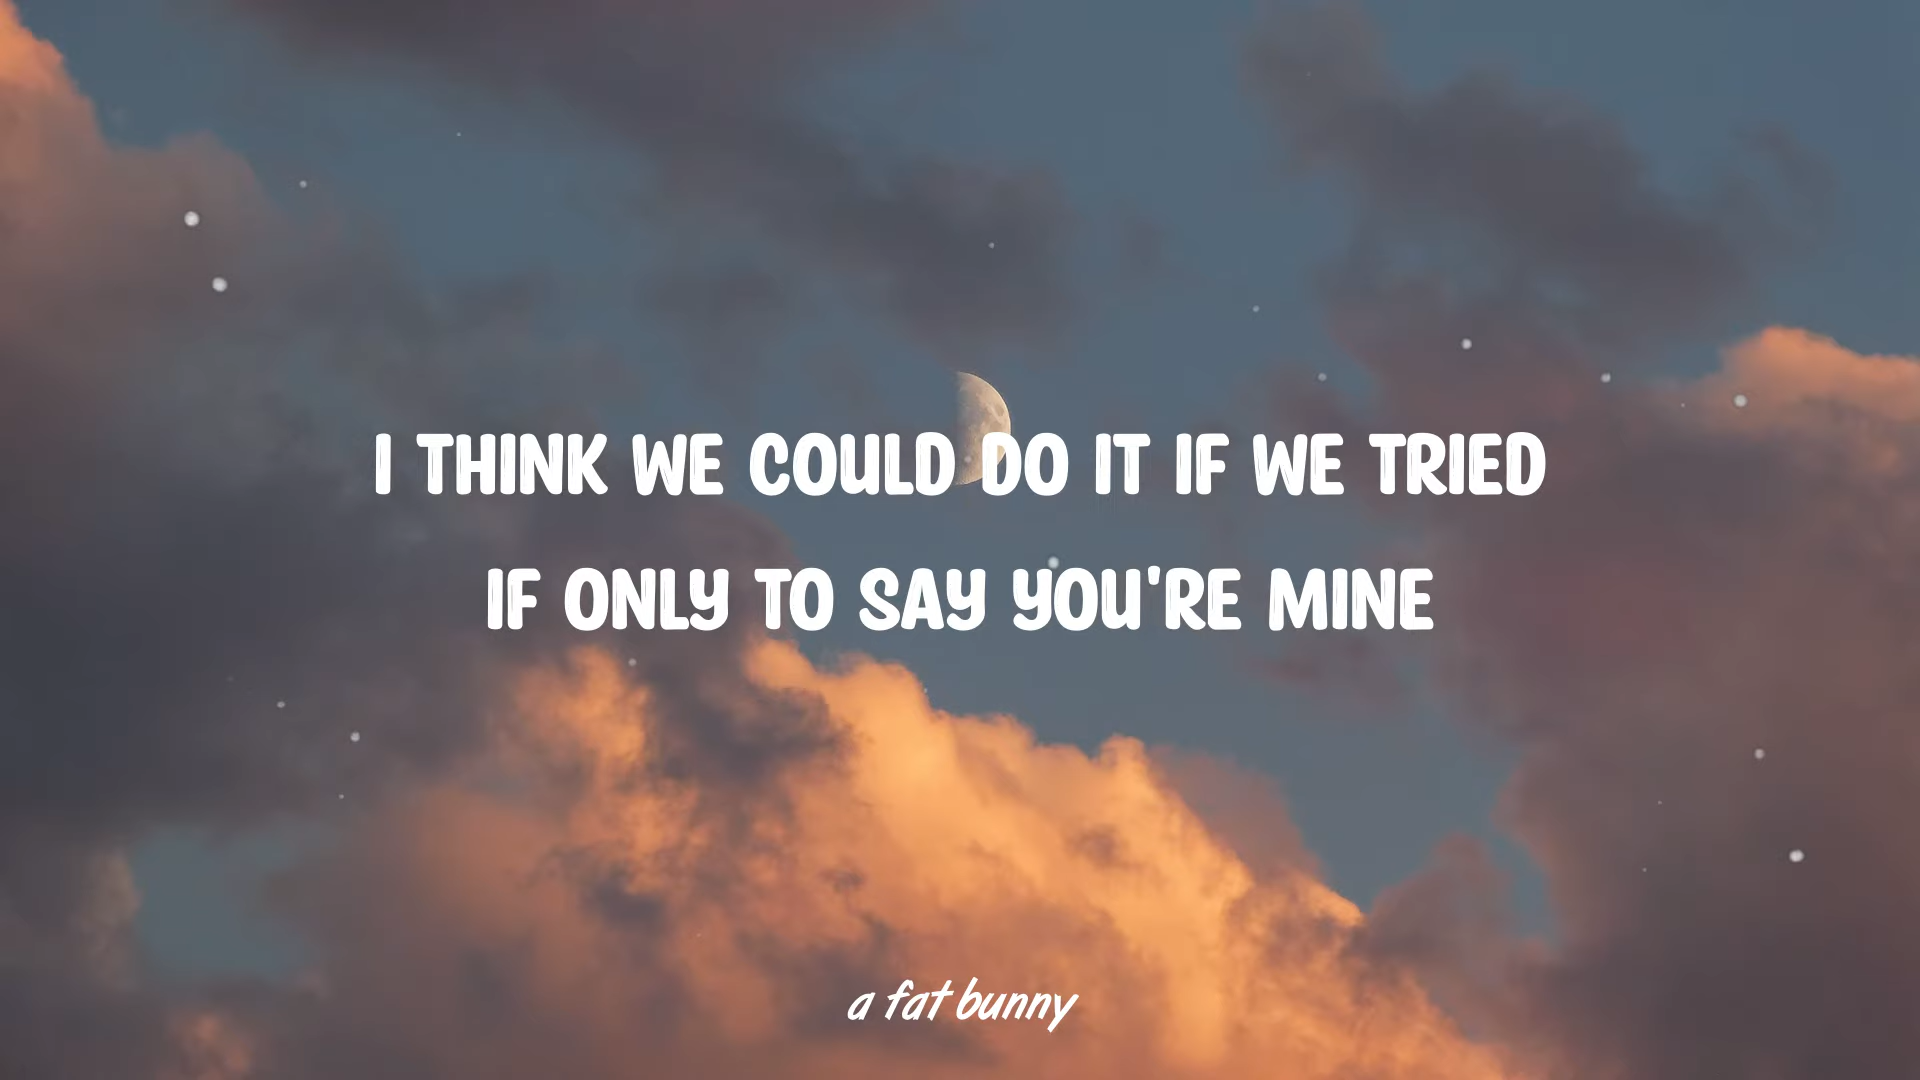 I THINK WE COULD DO IT IF WE TRIED
IF ONLY TO SAY YOU'RE MINE
a fat bunny